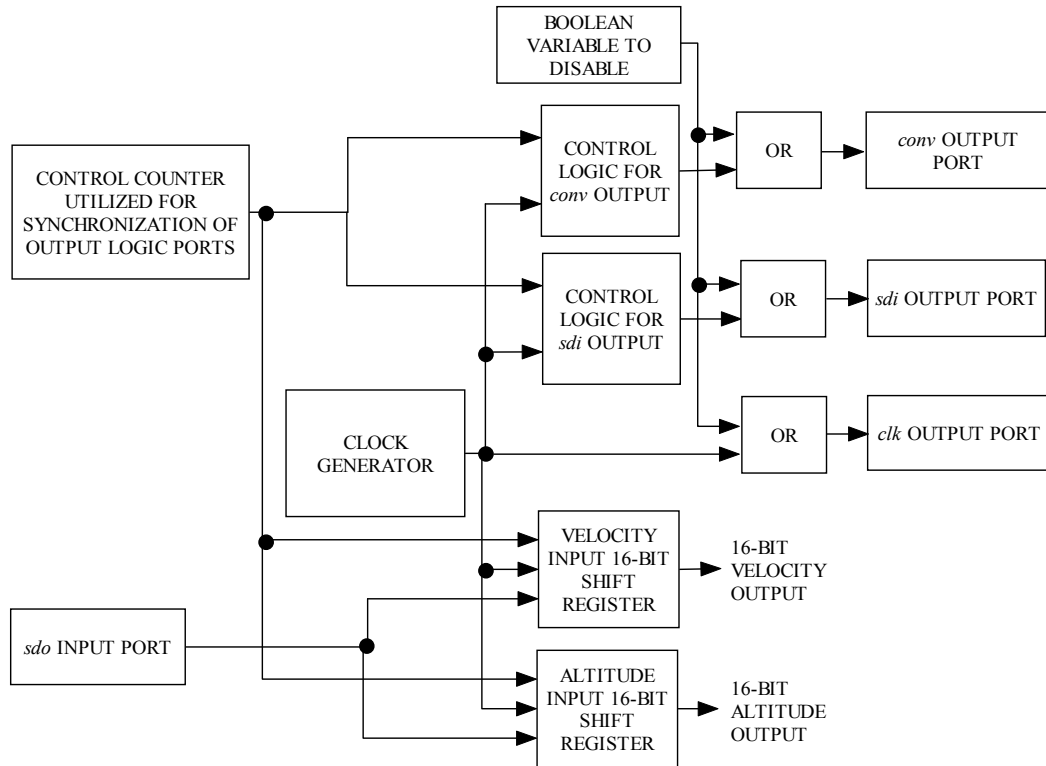 BOOLEAN
VARIABLE TO
DISABLE
CONTROL COUNTER
UTILIZED FOR
SYNCHRONIZATION OF
OUTPUT LOGIC PORTS
CONTROL
LOGIC FOR
conv OUTPUT
OR
conv OUTPUT
PORT
CONTROL
LOGIC FOR
sdi OUTPUT
OR
sdi OUTPUT PORT
CLOCK
GENERATOR
OR
clk OUTPUT PORT
VELOCITY
INPUT 16-BIT
SHIFT
REGISTER
16-BIT
VELOCITY
OUTPUT
sdo INPUT PORT
ALTITUDE
INPUT 16-BIT
SHIFT
REGISTER
16-BIT
ALTITUDE
OUTPUT